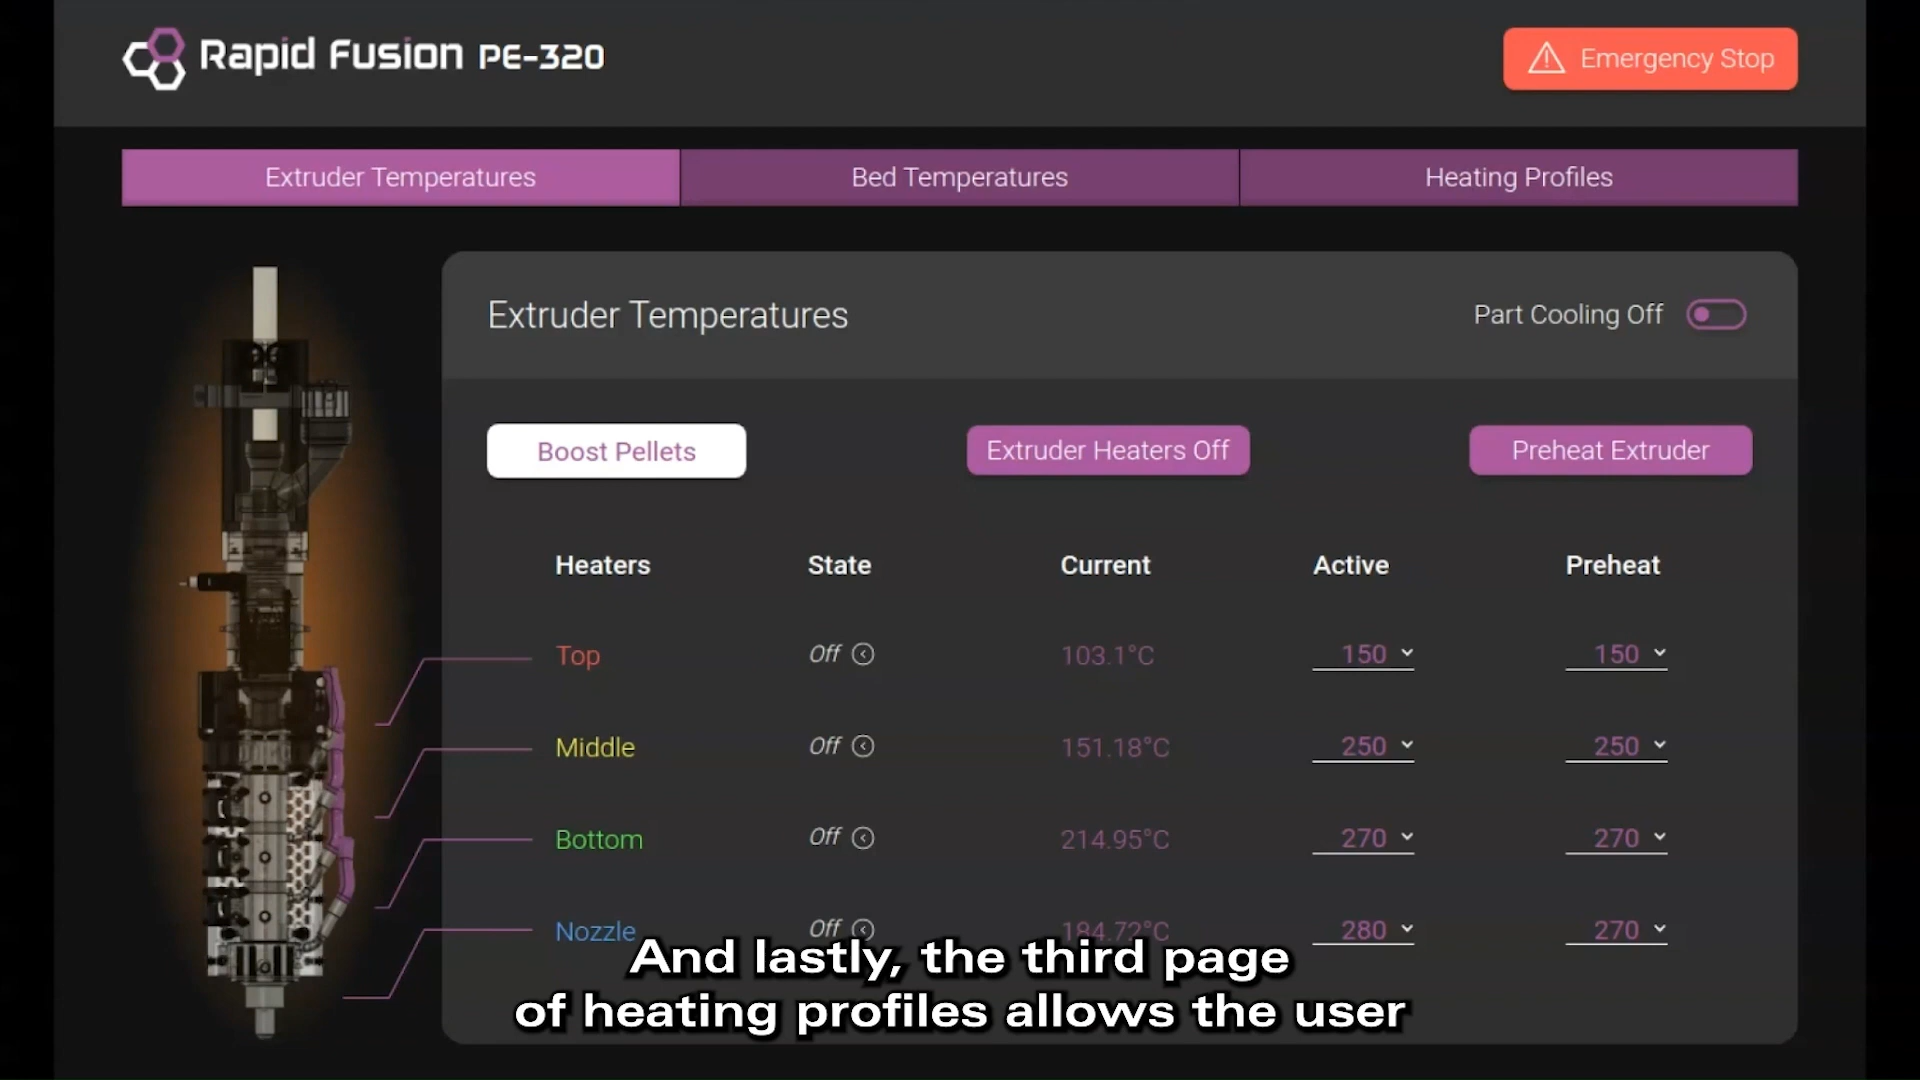 Rapid Fusion PE-320
Emergency Stop
Extruder Temperatures
Bed Temperatures
Heating Profiles
Extruder Temperatures
Part Cooling Off
Boost Pellets
Extruder Heaters Off
Preheat Extruder
Heaters State Current Active Preheat
Top Off 103.1°C 150 150
Middle Off 151.18°C 250 250
Bottom Off 214.95°C 270 270
Nozzle Off 184.72°C 280 270
And lastly, the third page
of heating profiles allows the user